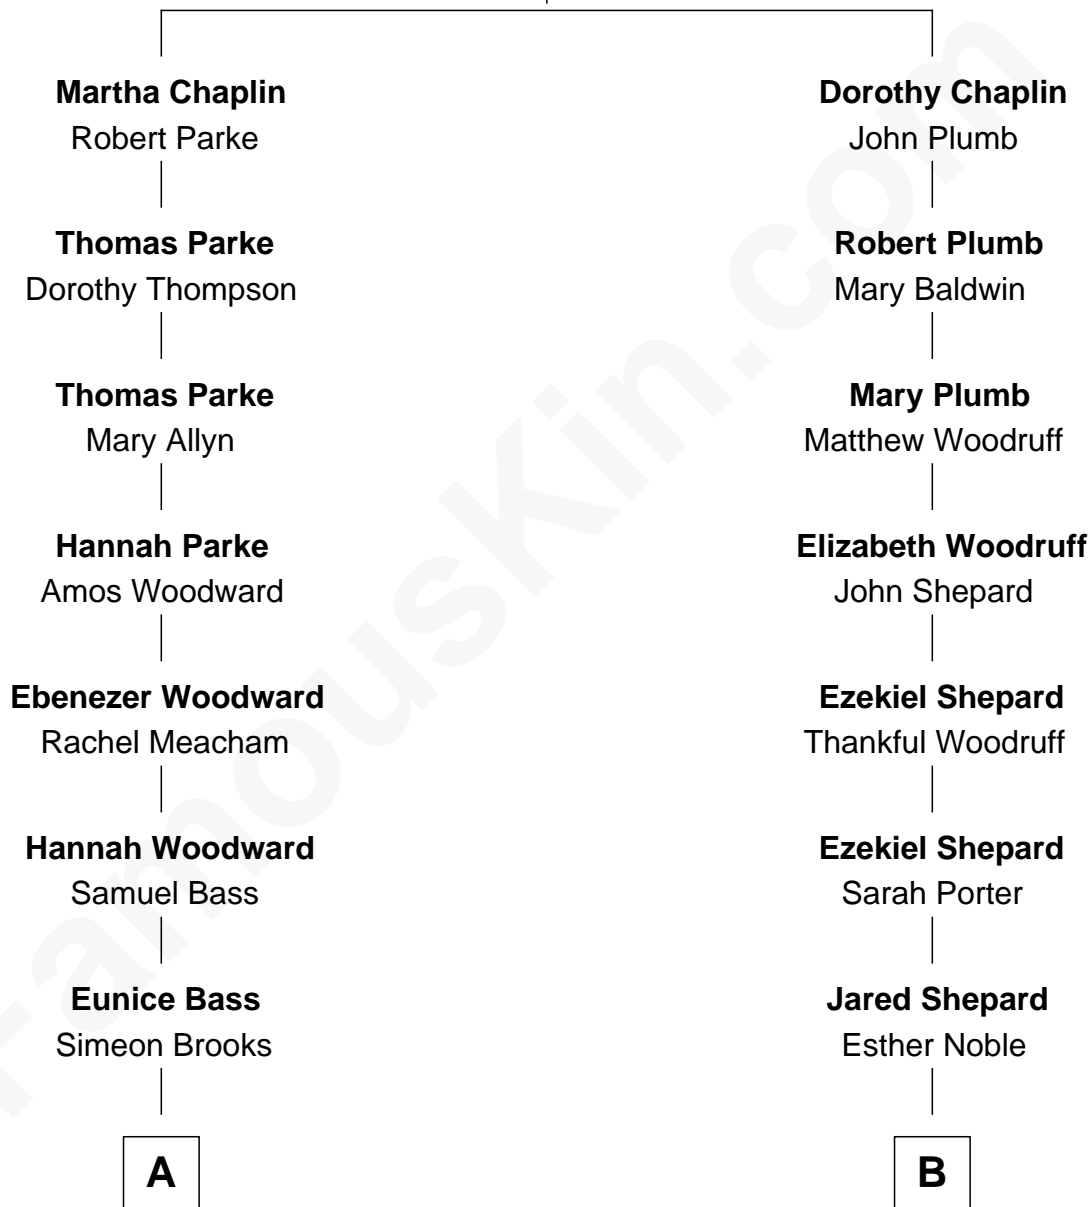 Martha Chaplin
Robert Parke
Thomas Parke
Dorothy Thompson
Thomas Parke
Mary Allyn
Hannah Parke
Amos Woodward
Ebenezer Woodward
Rachel Meacham
Hannah Woodward
Samuel Bass
Eunice Bass
Simeon Brooks
A
Dorothy Chaplin
John Plumb
Robert Plumb
Mary Baldwin
Mary Plumb
Matthew Woodruff
Elizabeth Woodruff
John Shepard
Ezekiel Shepard
Thankful Woodruff
Ezekiel Shepard
Sarah Porter
Jared Shepard
Esther Noble
B
FamousKin.com